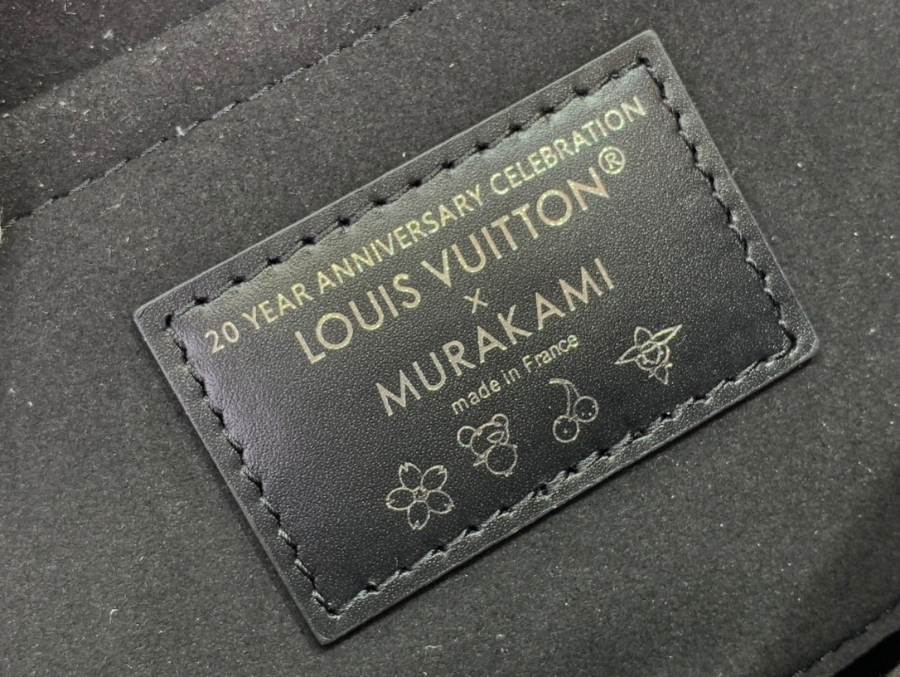 20 YEAR ANNIVERSARY CELEBRATION
LOUIS VUITTON®
×
MURAKAMI
made in France